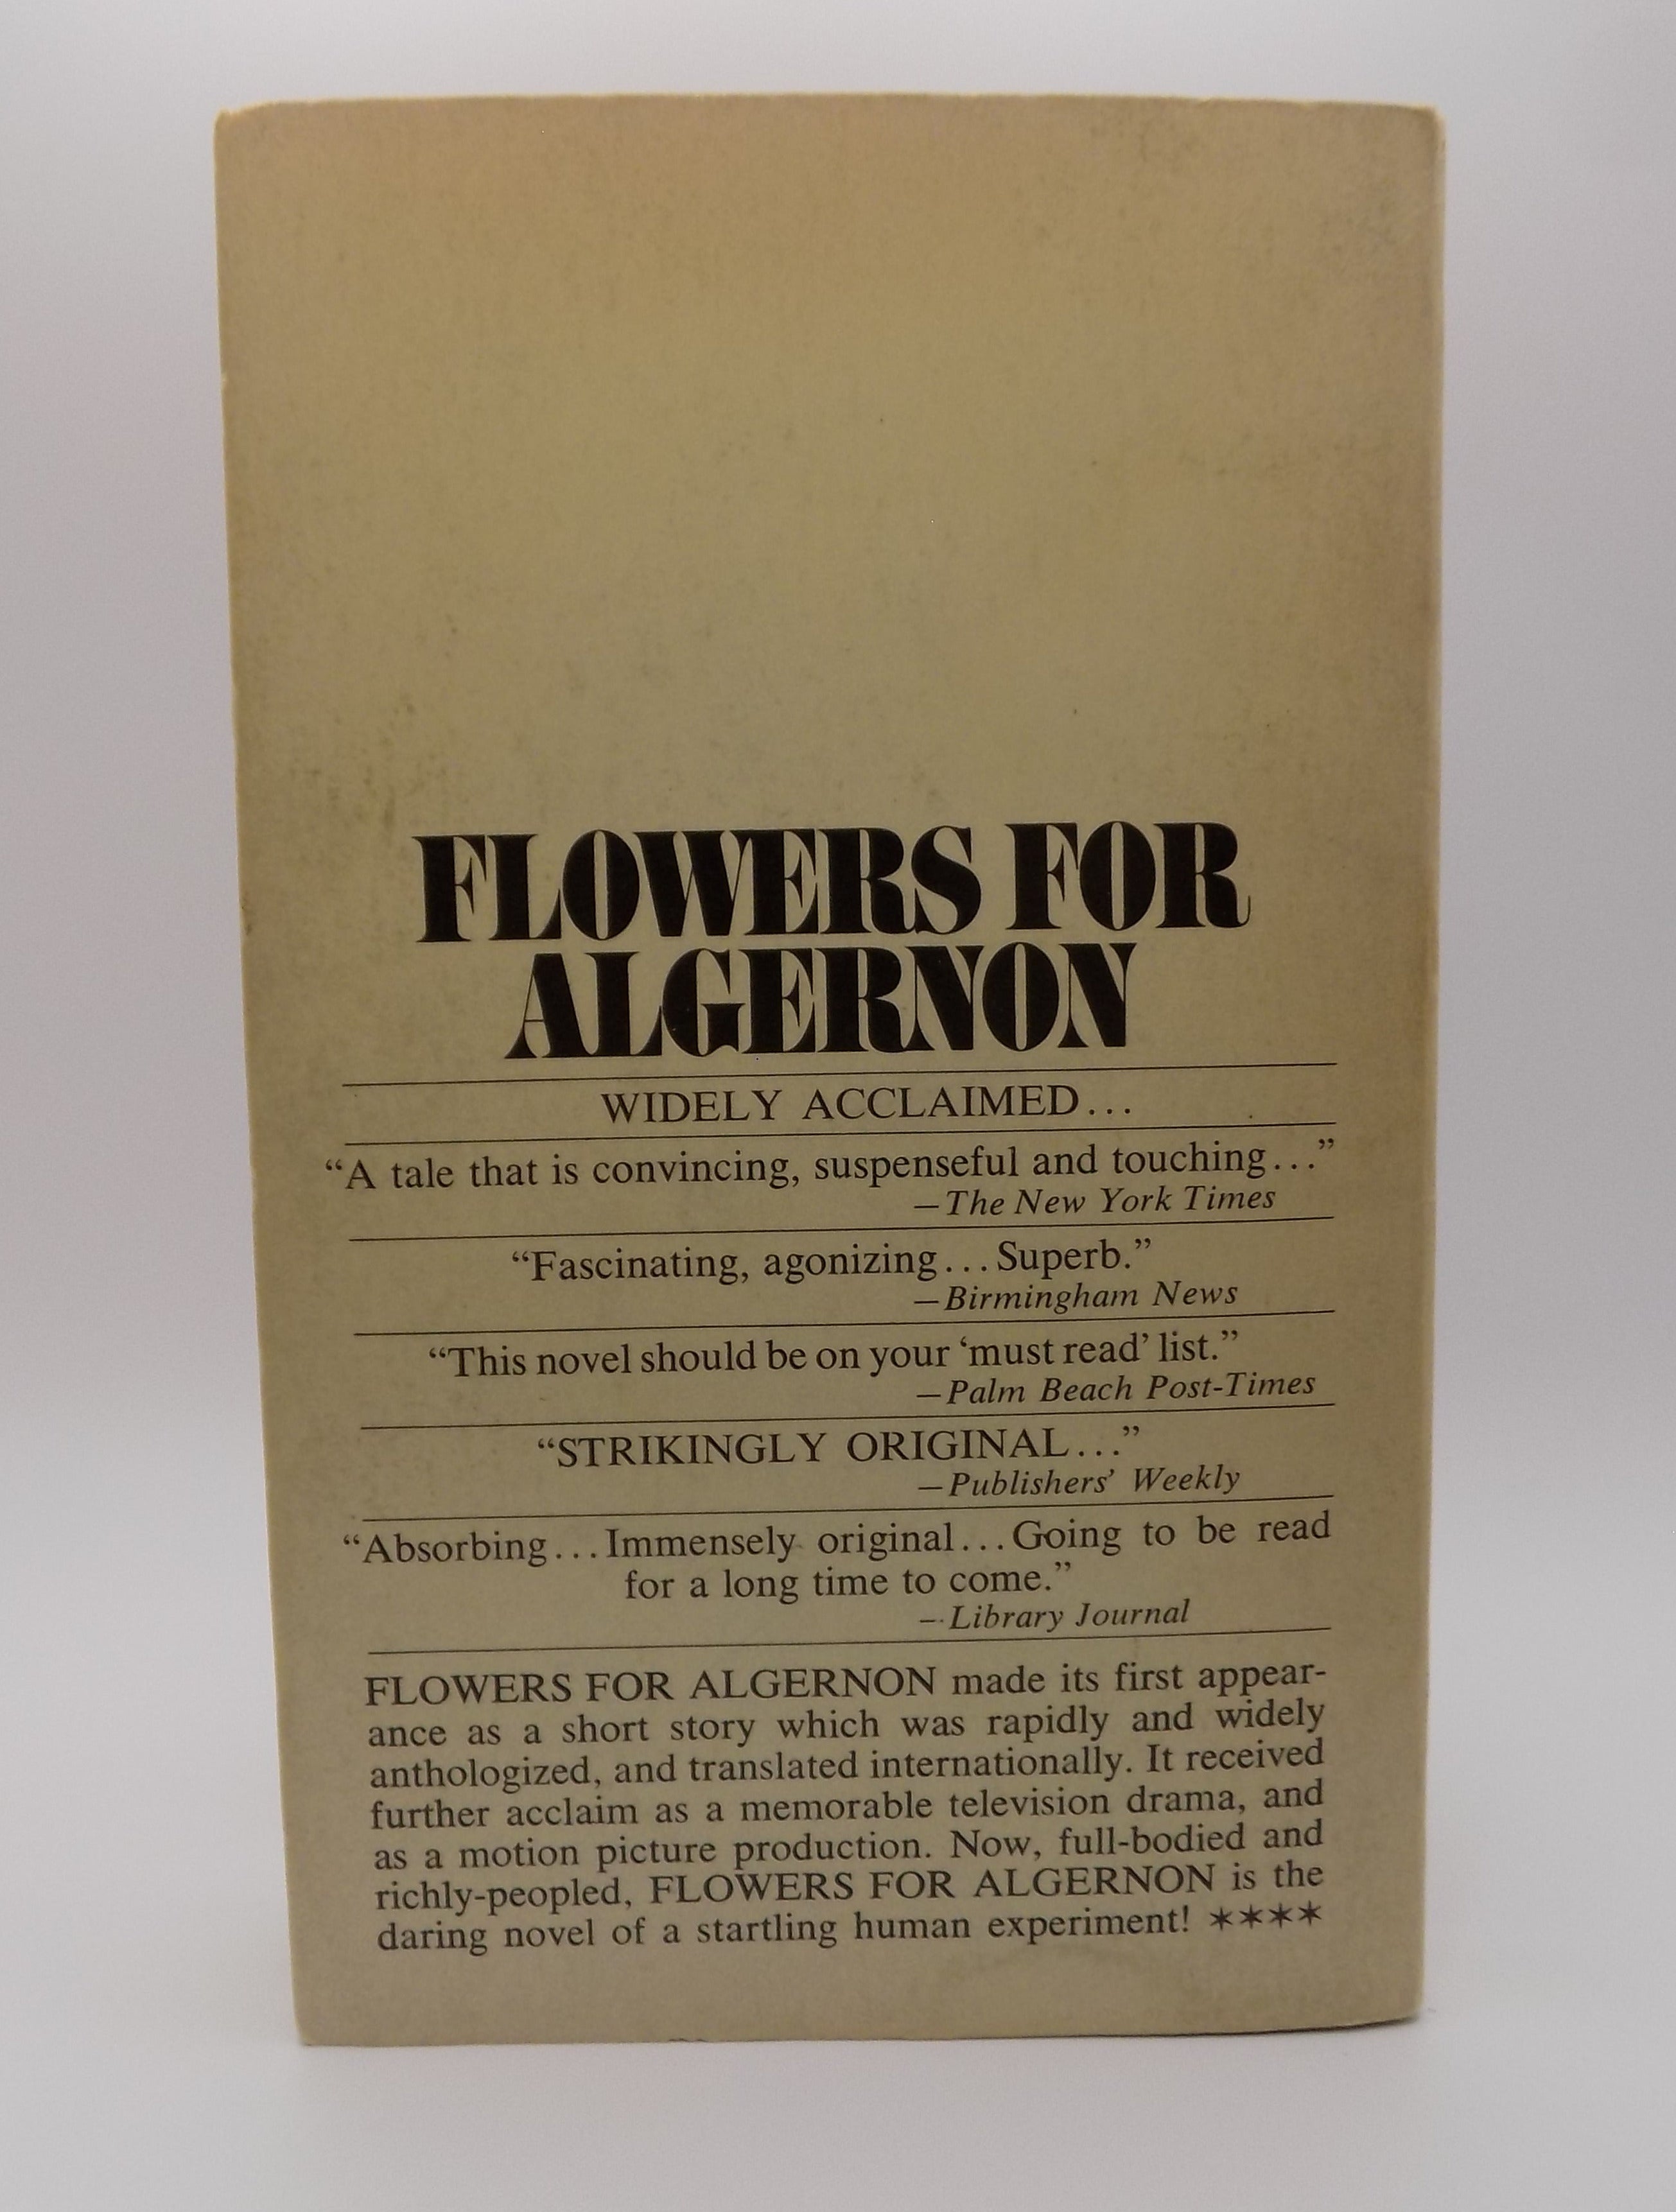 FLOWERS FOR
ALGERNON
WIDELY ACCLAIMED...
“A tale that is convincing, suspenseful and touching...”
—The New York Times
“Fascinating, agonizing...Superb.”
—Birmingham News
“This novel should be on your ‘must read’ list.”
—Palm Beach Post-Times
“STRIKINGLY ORIGINAL...”
—Publishers’ Weekly
“Absorbing...Immensely original...Going to be read
for a long time to come.”
—Library Journal
FLOWERS FOR ALGERNON made its first appear-
ance as a short story which was rapidly and widely
anthologized, and translated internationally. It received
further acclaim as a memorable television drama, and
as a motion picture production. Now, full-bodied and
richly-peopled, FLOWERS FOR ALGERNON is the
daring novel of a startling human experiment! ✶✶✶✶